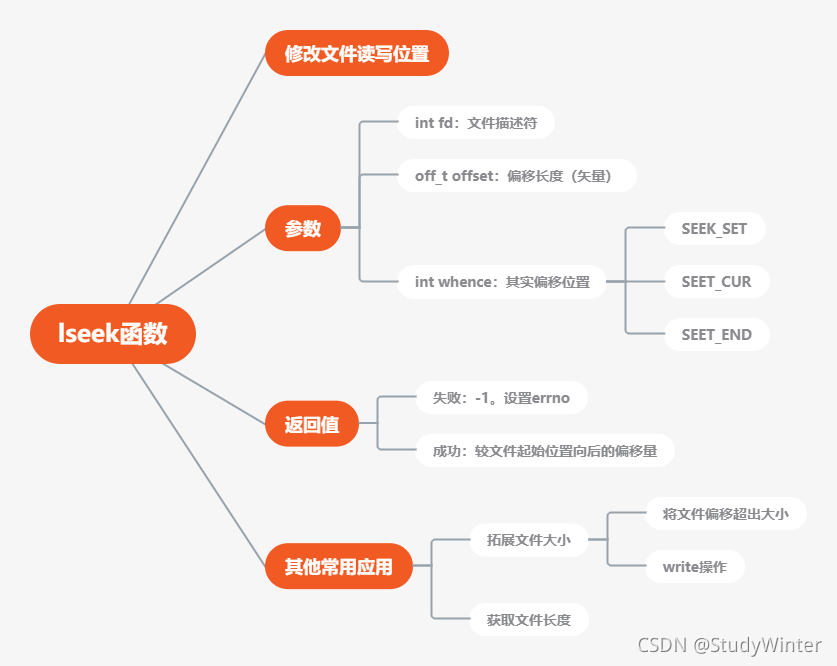 lseek函数
修改文件读写位置
参数
int fd：文件描述符
off_t offset：偏移长度（矢量）
int whence：其实偏移位置
SEEK_SET
SEET_CUR
SEET_END
返回值
失败：-1。设置errno
成功：较文件起始位置向后的偏移量
其他常用应用
拓展文件大小
将文件偏移超出大小
write操作
获取文件长度
CSDN @StudyWinter